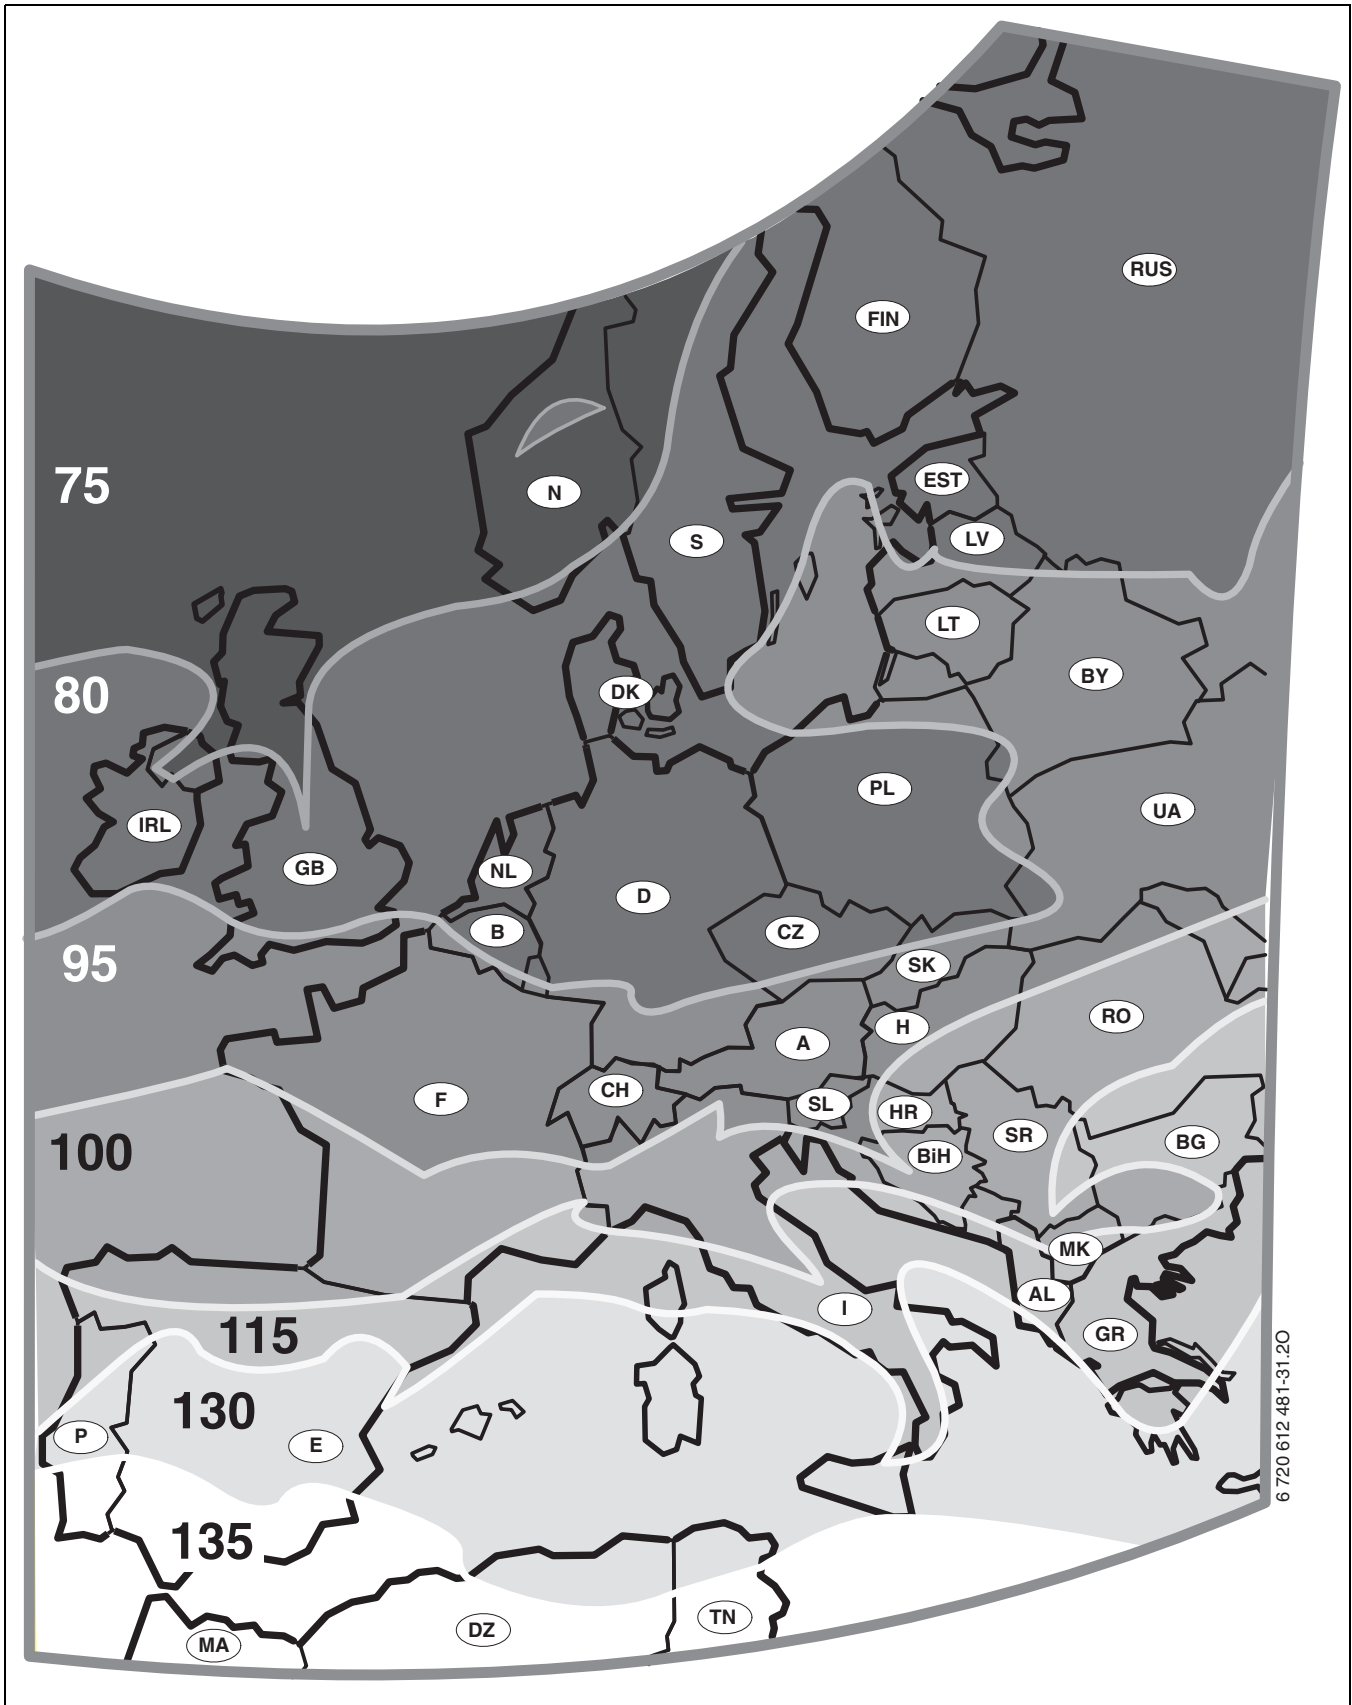 RUS
FIN
75
EST
N
LV
S
LT
BY
80
DK
PL
UA
IRL
GB
NL
D
B
CZ
95
SK
RO
H
A
CH
F
SL
HR
SR
BG
100
BiH
MK
AL
I
115
GR
130
P
E
135
TN
DZ
MA
6 720 612 481-31.2O